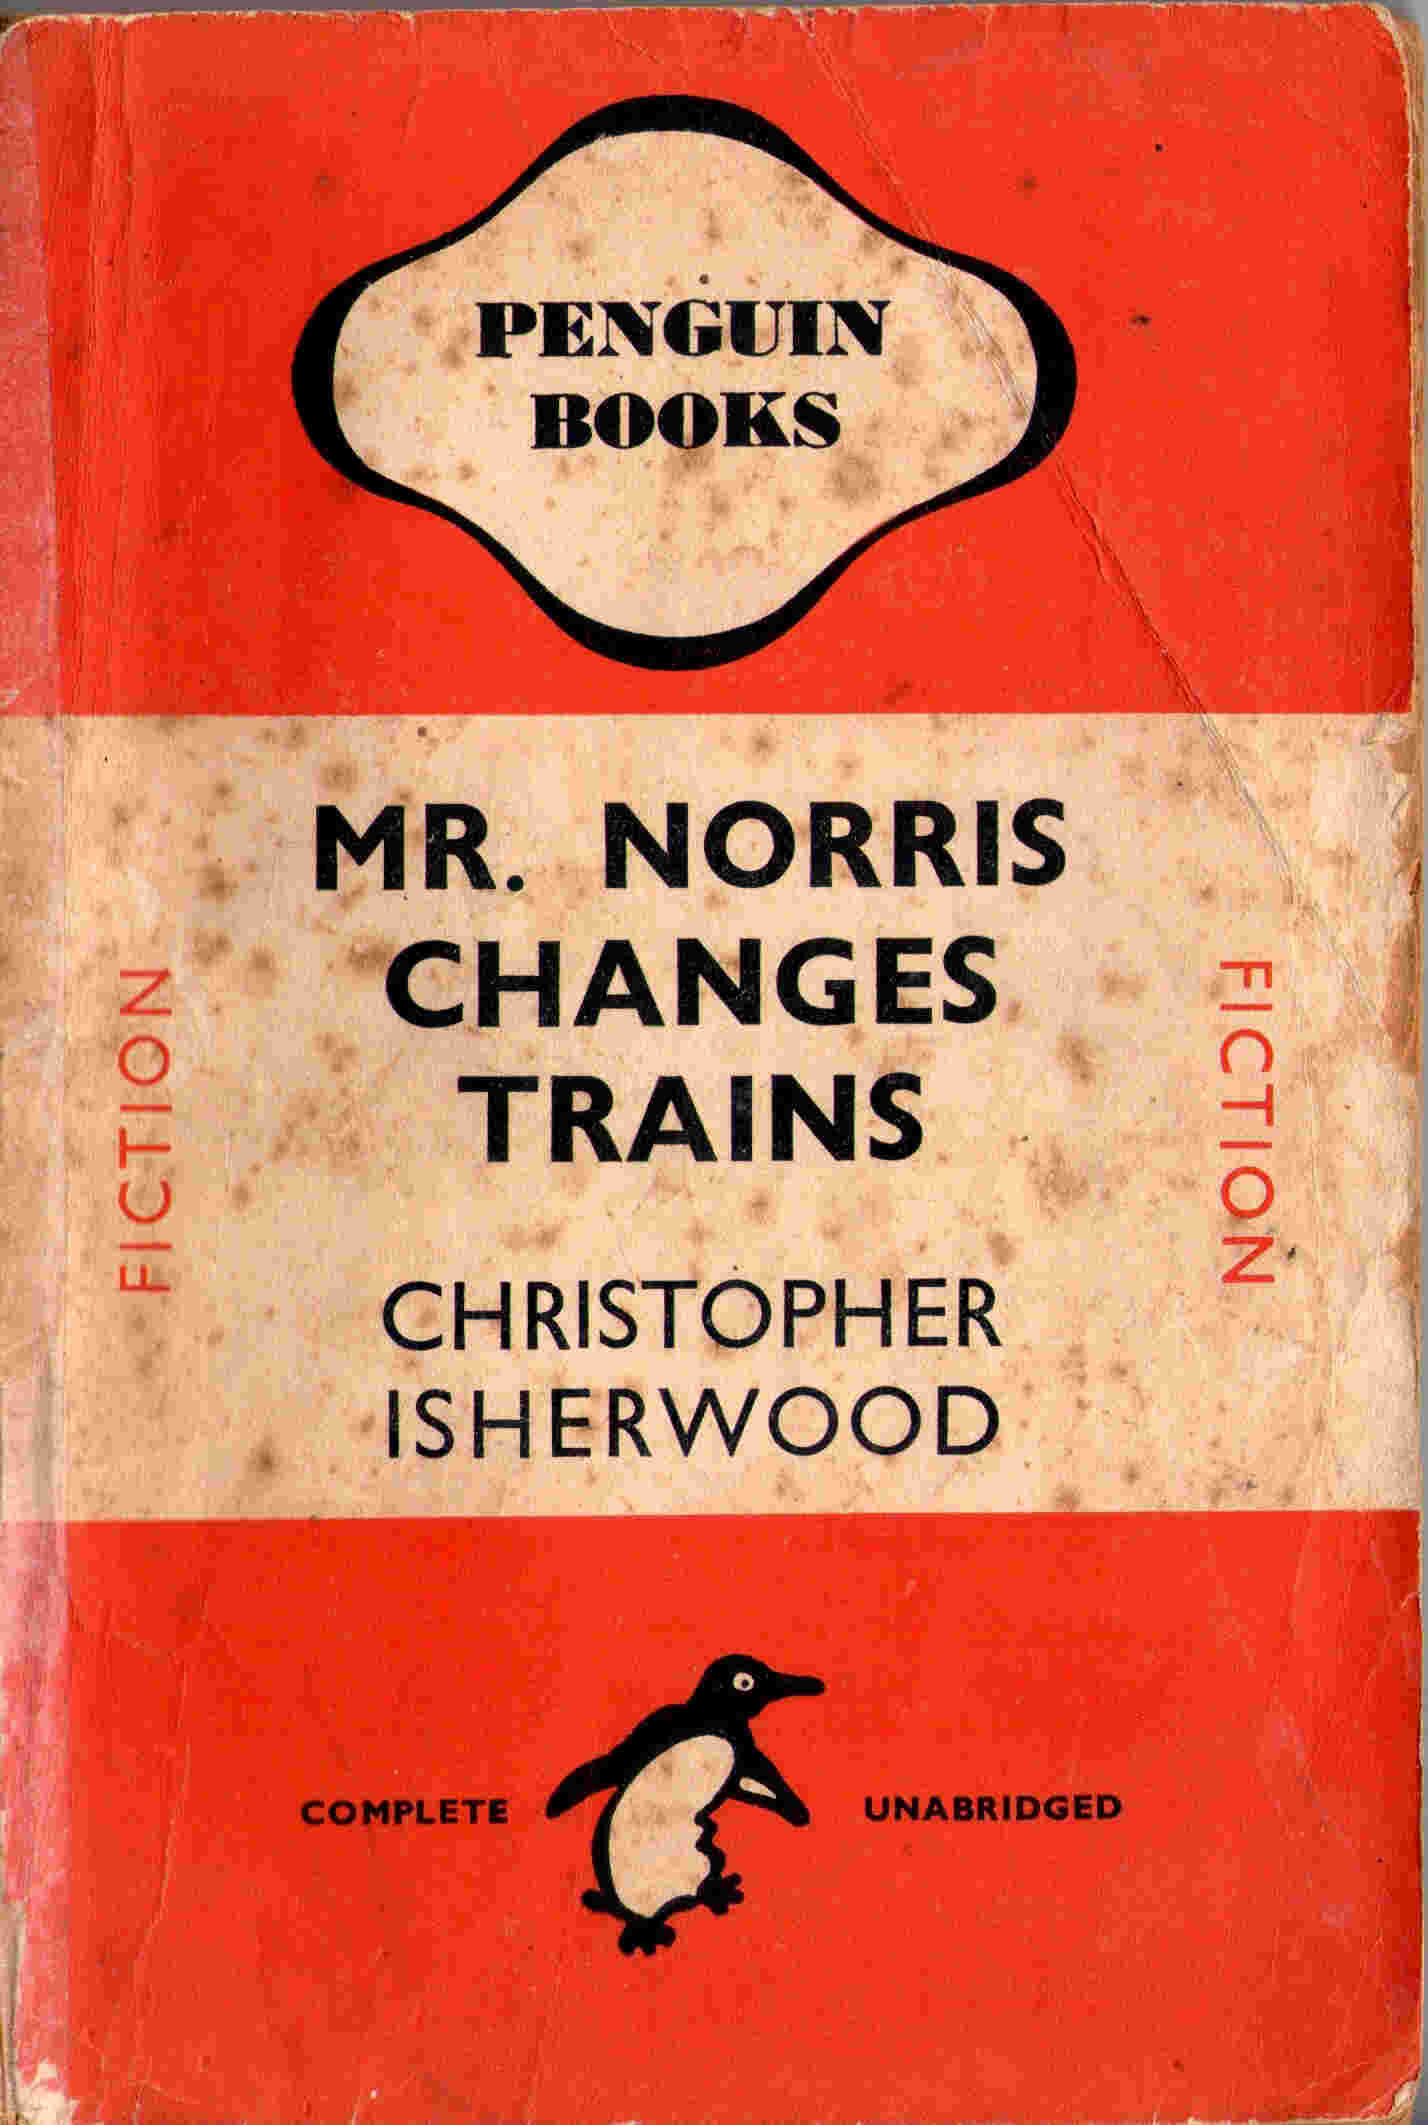 PENGUIN
BOOKS
MR. NORRIS
CHANGES
TRAINS
FICTION
FICTION
CHRISTOPHER
ISHERWOOD
COMPLETE
UNABRIDGED